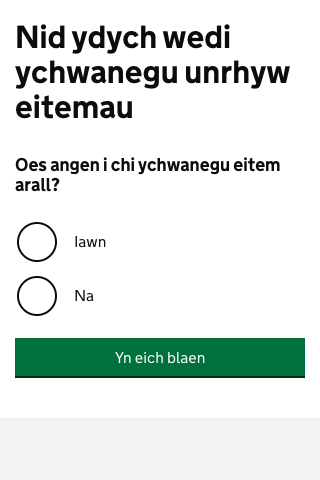 Nid ydych wedi
ychwanegu unrhyw
eitemau
Oes angen i chi ychwanegu eitem
arall?
Iawn
Na
Yn eich blaen